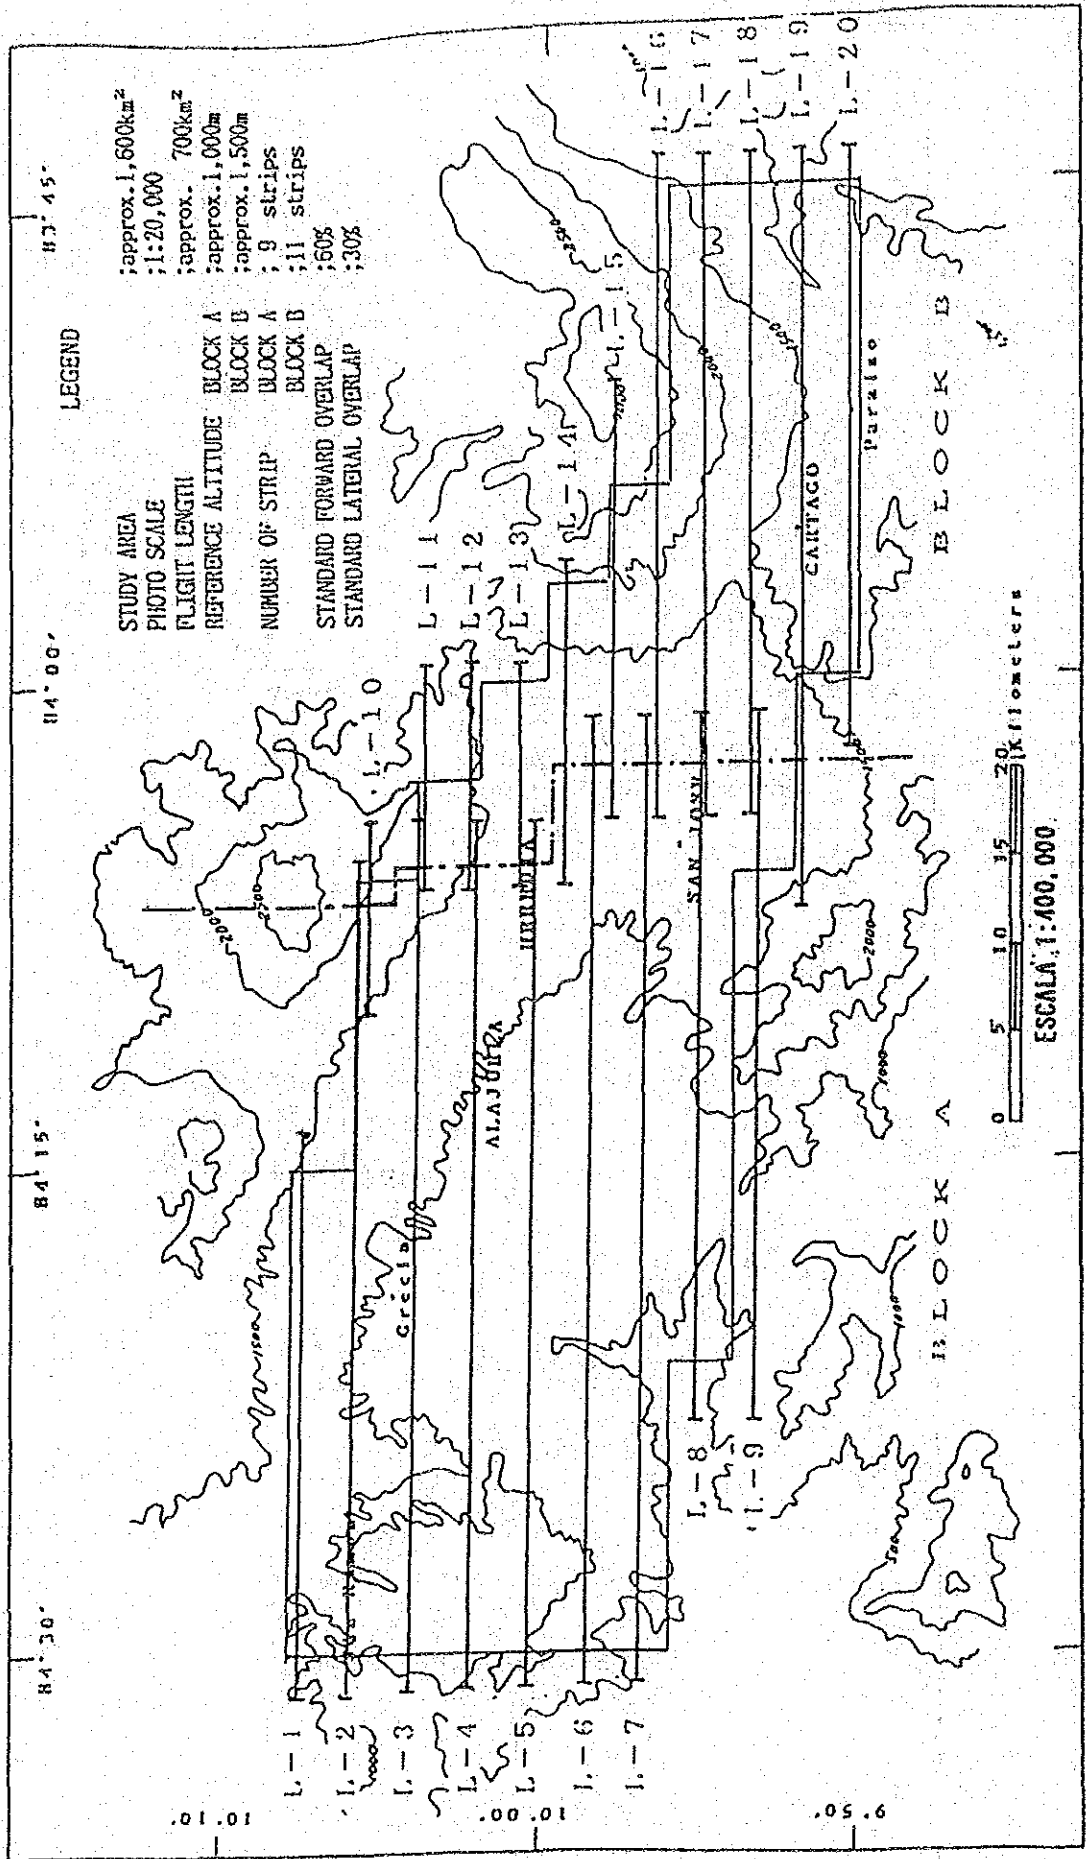 84°30' 84°15' 84°00' 83°45'
LEGEND
STUDY AREA ;approx.1,600km²
PHOTO SCALE ;1:20,000
FLIGHT LENGTH ;approx. 700km²
REFERENCE ALTITUDE BLOCK A ;approx.1,000m
BLOCK B ;approx.1,500m
NUMBER OF STRIP BLOCK A ; 9 strips
BLOCK B ;11 strips
STANDARD FORWARD OVERLAP ;60%
STANDARD LATERAL OVERLAP ;30%
10.10.
10.00.
9.50.
L-1
L-2
L-3
L-4
L-5
L-6
L-7
L-8
L-9
L-10
L-11
L-12
L-13
L-14
L-15
L-16
L-17
L-18
L-19
L-20
Grecia
ALAJUELA
HEREDIA
SAN JOSE
CARTAGO
Paraiso
1500
2000
2500
2500
2000
1500
2000
1000
1000
500
BLOCK A
BLOCK B
0 5 10 15 20
Kilometers
ESCALA:1:400,000